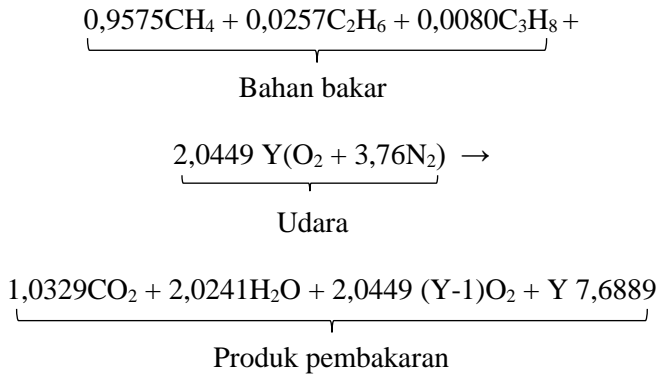 0,9575CH₄ + 0,0257C₂H₆ + 0,0080C₃H₈ +
Bahan bakar
2,0449 Y(O₂ + 3,76N₂) →
Udara
1,0329CO₂ + 2,0241H₂O + 2,0449 (Y-1)O₂ + Y 7,6889
Produk pembakaran